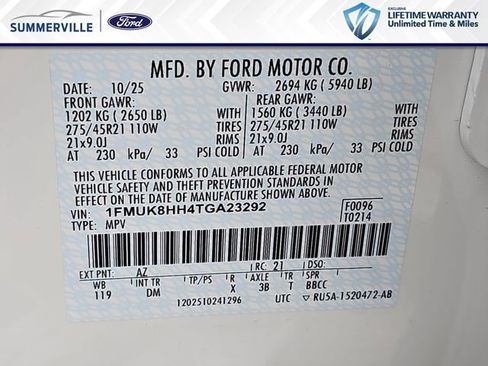 SUMMERVILLE Ford
EXCLUSIVE
LIFETIME WARRANTY
Unlimited Time & Miles
MFD. BY FORD MOTOR CO.
DATE: 10/25 GVWR: 2694 KG ( 5940 LB)
FRONT GAWR: REAR GAWR:
1202 KG ( 2650 LB) WITH 1560 KG ( 3440 LB) WITH
275/45R21 110W TIRES 275/45R21 110W TIRES
21x9.0J RIMS 21x9.0J RIMS
AT 230 kPa/ 33 PSI COLD AT 230 kPa/ 33 PSI COLD
THIS VEHICLE CONFORMS TO ALL APPLICABLE FEDERAL MOTOR
VEHICLE SAFETY AND THEFT PREVENTION STANDARDS IN
EFFECT ON THE DATE OF MANUFACTURE SHOWN ABOVE.
VIN: 1FMUK8HH4TGA23292 F0096
TYPE: MPV T0214
EXT PNT: AZ RC: 21 DSO:
WB INT TR TP/PS R AXLE T SPR
119 DM X 3B T BBCC
1202510241296 UTC ▽ RU5A-1520472-AB